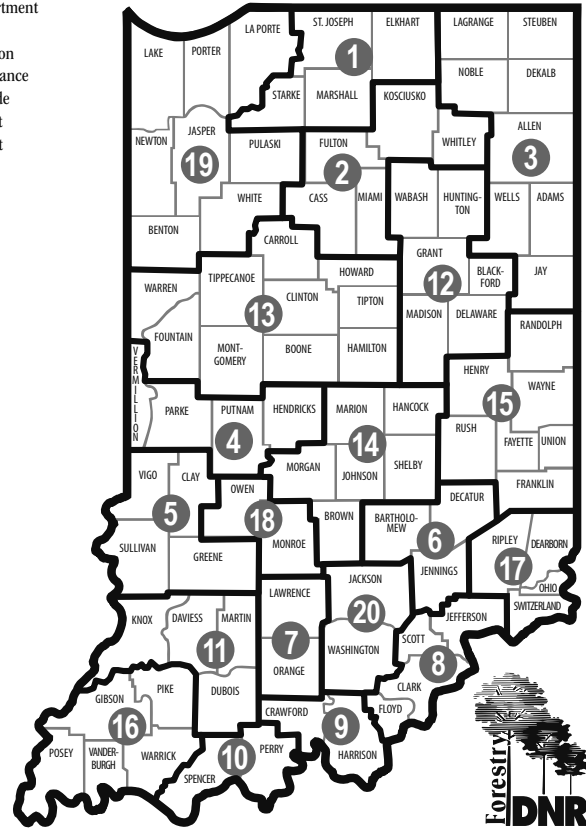 rtment
on
ance
de
t
t
LAKE
PORTER
LA PORTE
ST. JOSEPH
ELKHART
LAGRANGE
STEUBEN
1
STARKE
MARSHALL
KOSCIUSKO
NOBLE
DEKALB
NEWTON
JASPER
19
PULASKI
FULTON
2
WHITLEY
ALLEN
3
WHITE
CASS
MIAMI
WABASH
HUNTING-
TON
WELLS
ADAMS
BENTON
CARROLL
GRANT
12
BLACK-
FORD
JAY
WARREN
TIPPECANOE
13
CLINTON
HOWARD
TIPTON
MADISON
DELAWARE
RANDOLPH
FOUNTAIN
MONT-
GOMERY
BOONE
HAMILTON
VERMILLION
HENRY
WAYNE
15
PARKE
PUTNAM
4
HENDRICKS
MARION
HANCOCK
14
RUSH
FAYETTE
UNION
MORGAN
JOHNSON
SHELBY
FRANKLIN
VIGO
CLAY
5
OWEN
18
BROWN
BARTHOLO-
MEW
6
DECATUR
RIPLEY
DEARBORN
17
SULLIVAN
GREENE
MONROE
JENNINGS
OHIO
SWITZERLAND
JACKSON
20
LAWRENCE
7
ORANGE
WASHINGTON
JEFFERSON
SCOTT
8
CLARK
FLOYD
KNOX
DAVIESS
MARTIN
11
DUBOIS
GIBSON
PIKE
16
POSEY
VANDER-
BURGH
WARRICK
CRAWFORD
9
HARRISON
PERRY
10
SPENCER
Forestry
DNR